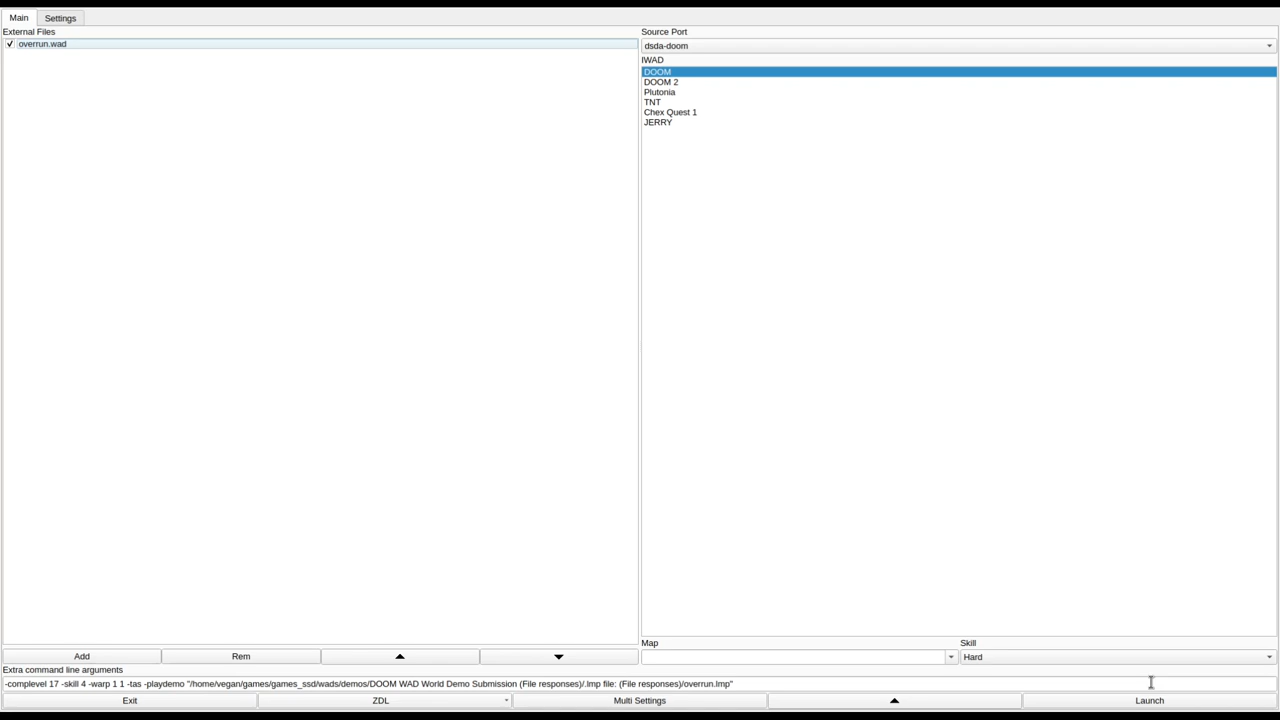 Main Settings
External Files
overrun.wad
Source Port
dsda-doom
IWAD
DOOM
DOOM 2
Plutonia
TNT
Chex Quest 1
JERRY
Map Skill
Hard
Add Rem
Extra command line arguments
-complevel 17 -skill 4 -warp 1 1 -tas -playdemo "/home/vegan/games/games_ssd/wads/demos/DOOM WAD World Demo Submission (File responses)/.lmp file: (File responses)/overrun.lmp"
Exit ZDL Multi Settings Launch